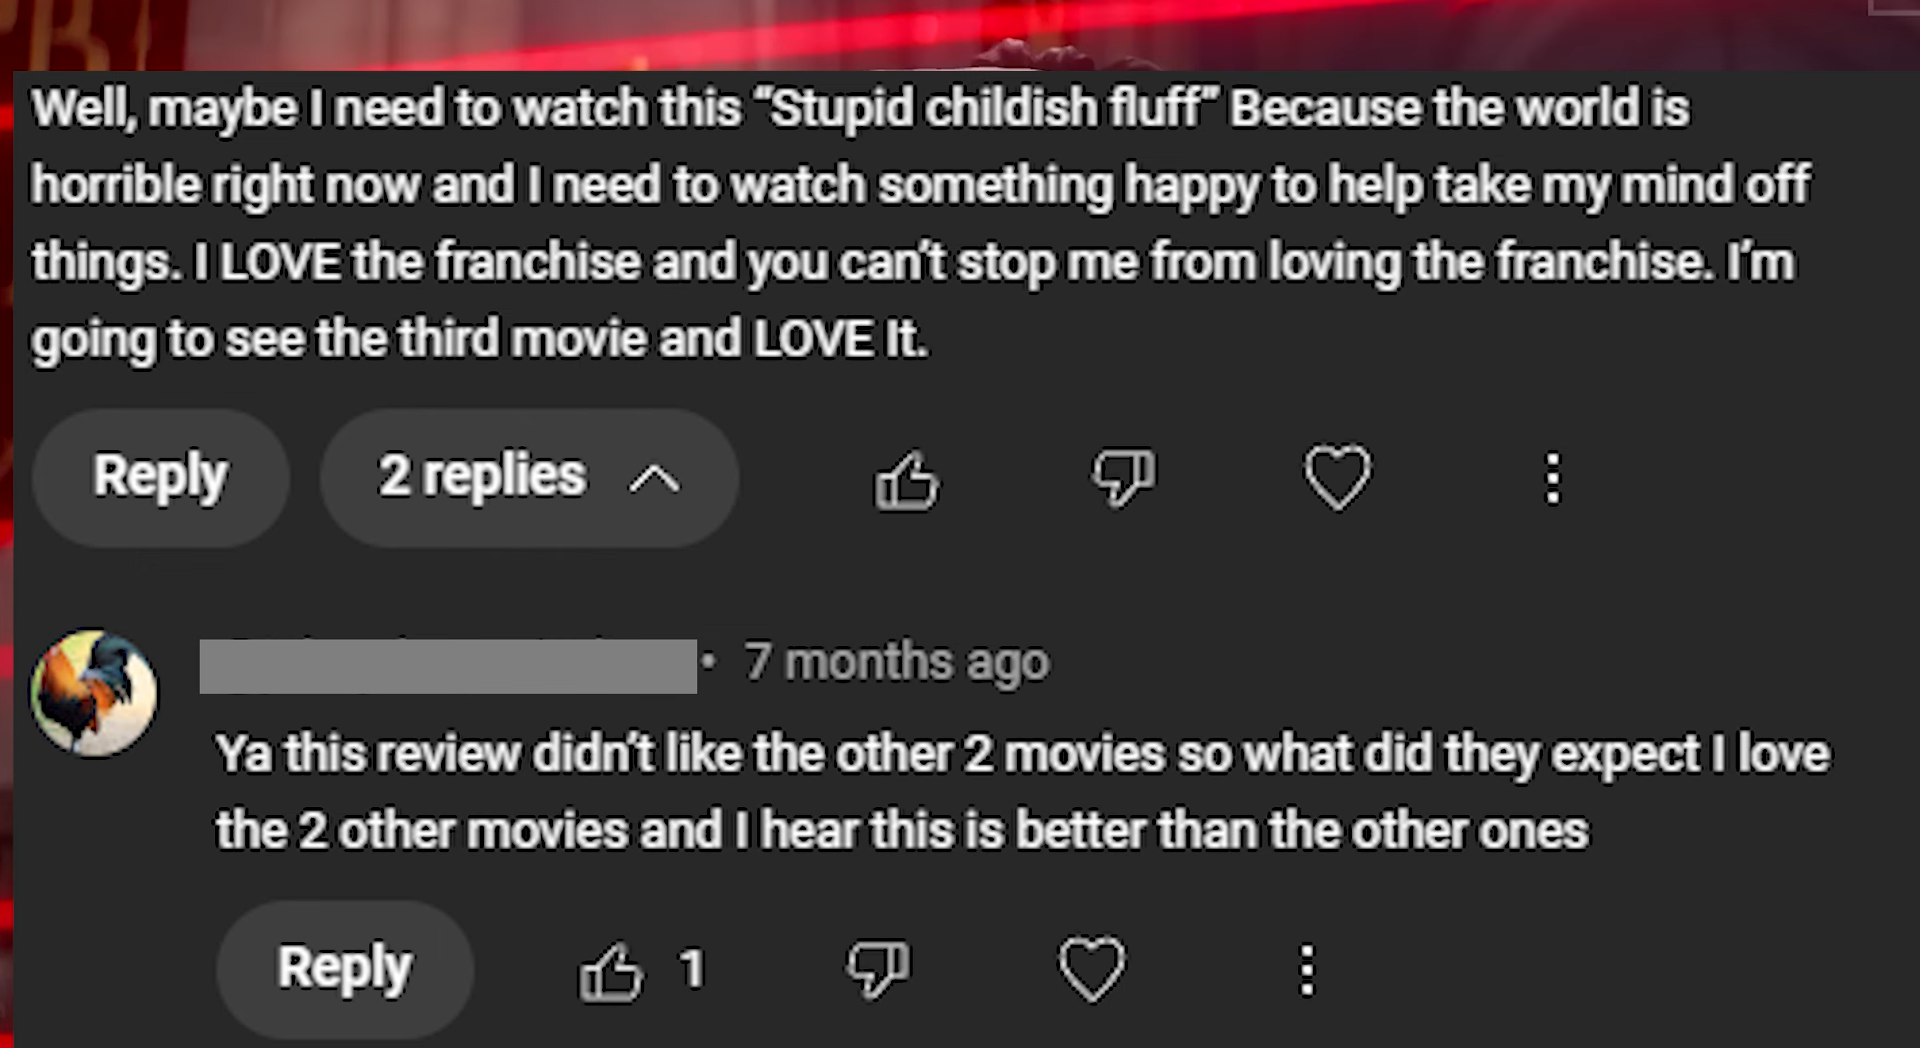 Well, maybe I need to watch this “Stupid childish fluff” Because the world is
horrible right now and I need to watch something happy to help take my mind off
things. I LOVE the franchise and you can’t stop me from loving the franchise. I’m
going to see the third movie and LOVE It.
Reply
2 replies
• 7 months ago
Ya this review didn’t like the other 2 movies so what did they expect I love
the 2 other movies and I hear this is better than the other ones
Reply
1